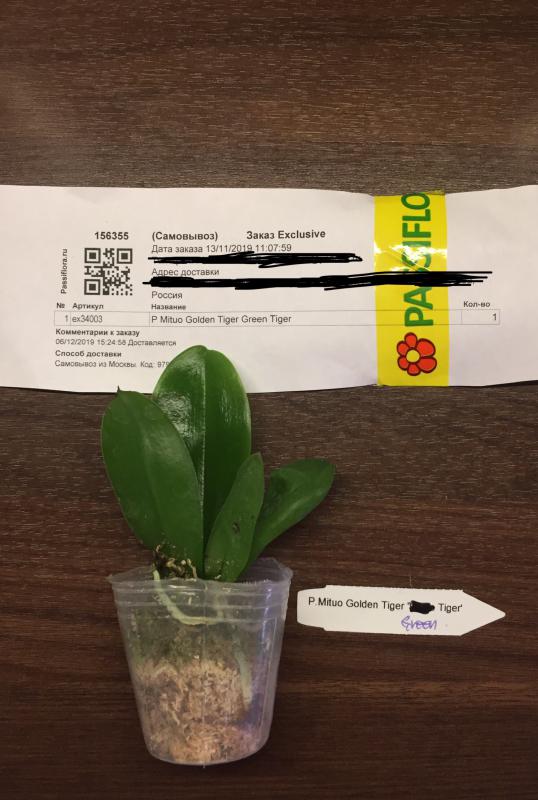 156355 (Самовывоз) Заказ Exclusive
Дата заказа 13/11/2019 11:07:59
Адрес доставки
Россия
Passiflora.ru
№ Артикул Название Кол-во
1 ex34003 P Mituo Golden Tiger Green Tiger 1
Комментарии к заказу
06/12/2019 15:24:58 Доставляется
Способ доставки
Самовывоз из Москвы. Код: 979
PASSIFLO
P.Mituo Golden Tiger Tiger'
Green